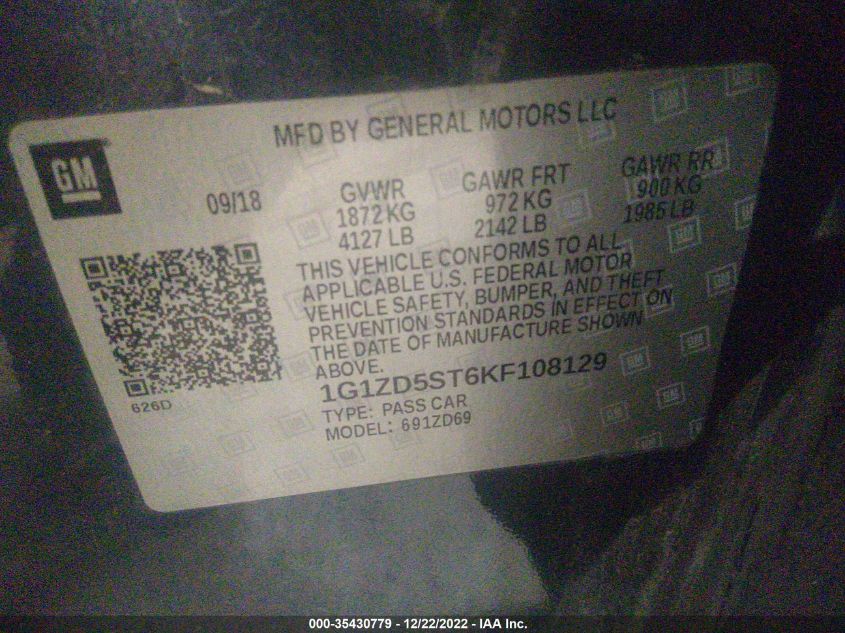 MFD BY GENERAL MOTORS LLC
GM
09/18
GVWR GAWR FRT GAWR RR
1872 KG 972 KG 900 KG
4127 LB 2142 LB 1985 LB
THIS VEHICLE CONFORMS TO ALL
APPLICABLE U.S. FEDERAL MOTOR
VEHICLE SAFETY, BUMPER, AND THEFT
PREVENTION STANDARDS IN EFFECT ON
THE DATE OF MANUFACTURE SHOWN
ABOVE.
1G1ZD5ST6KF108129
TYPE: PASS CAR
MODEL: 691ZD69
626D
000-35430779 - 12/22/2022 - IAA Inc.